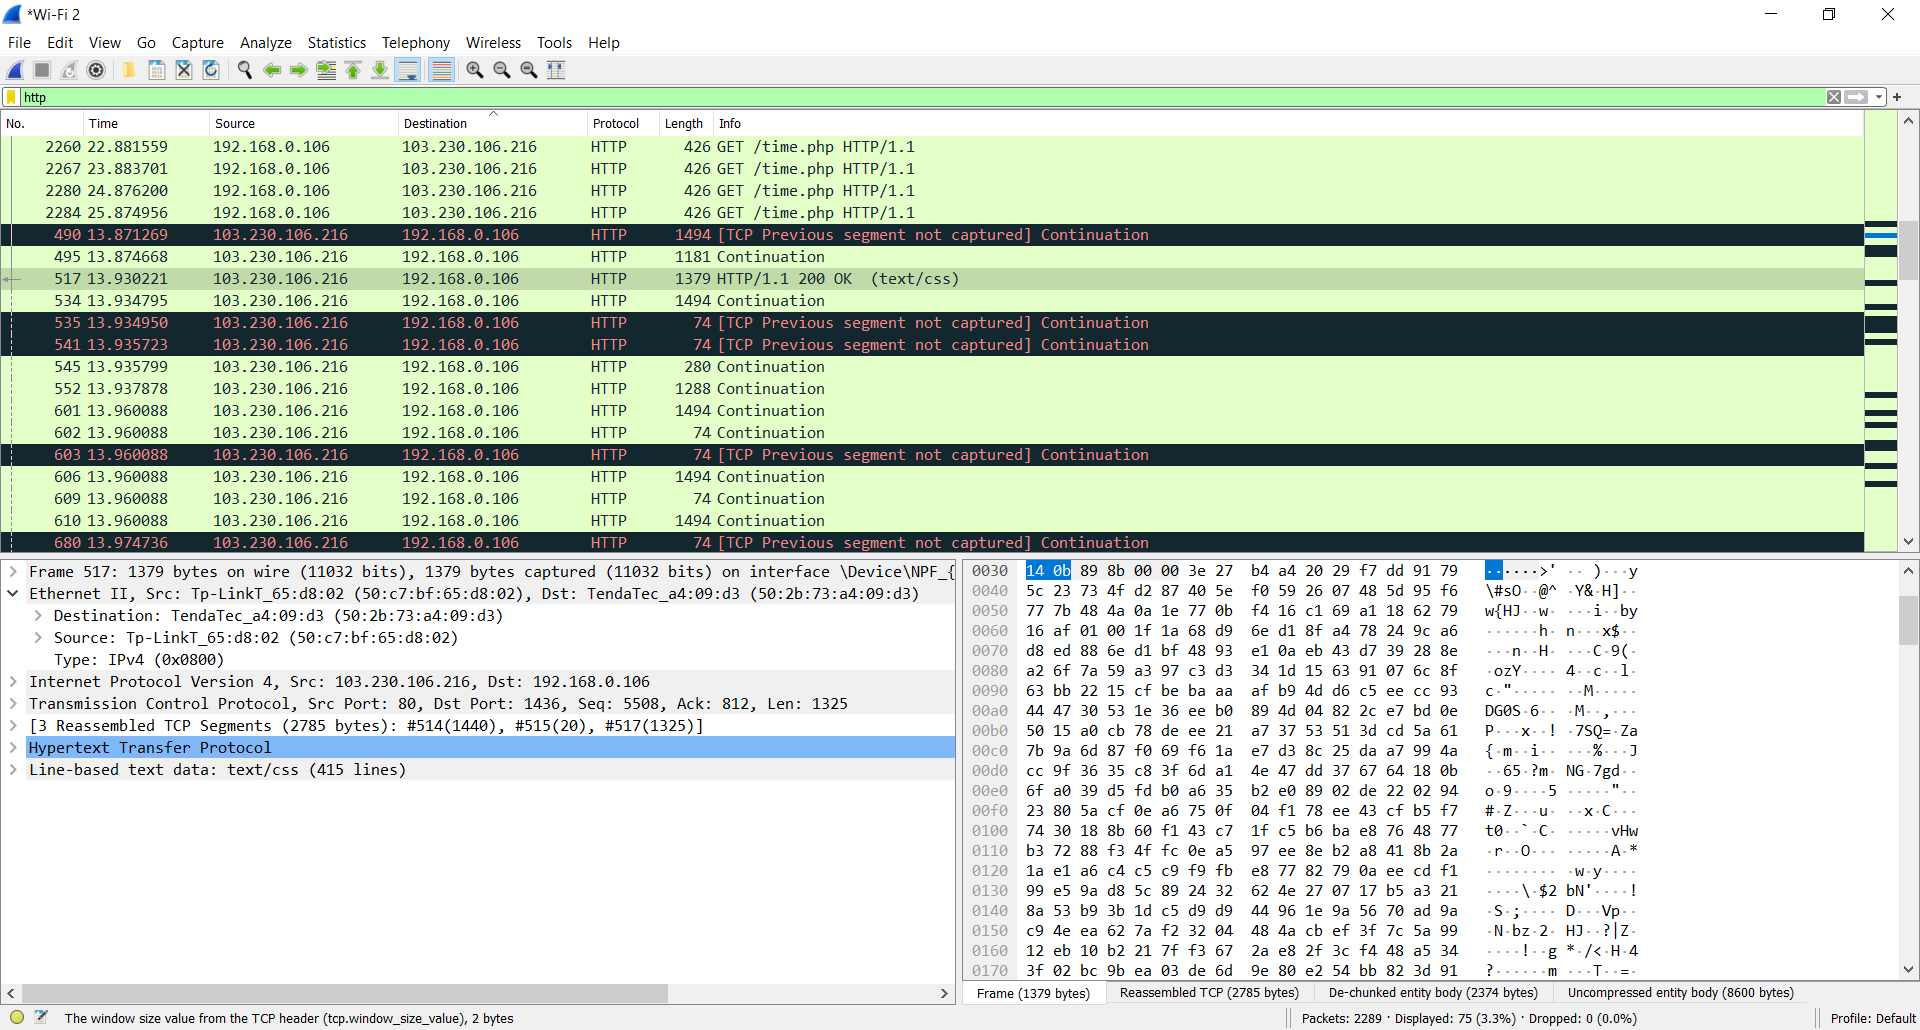 *Wi-Fi 2
File Edit View Go Capture Analyze Statistics Telephony Wireless Tools Help
http
No. Time Source Destination Protocol Length Info
2260 22.881559 192.168.0.106 103.230.106.216 HTTP 426 GET /time.php HTTP/1.1
2267 23.883701 192.168.0.106 103.230.106.216 HTTP 426 GET /time.php HTTP/1.1
2280 24.876200 192.168.0.106 103.230.106.216 HTTP 426 GET /time.php HTTP/1.1
2284 25.874956 192.168.0.106 103.230.106.216 HTTP 426 GET /time.php HTTP/1.1
490 13.871269 103.230.106.216 192.168.0.106 HTTP 1494 [TCP Previous segment not captured] Continuation
495 13.874668 103.230.106.216 192.168.0.106 HTTP 1181 Continuation
517 13.930221 103.230.106.216 192.168.0.106 HTTP 1379 HTTP/1.1 200 OK (text/css)
534 13.934795 103.230.106.216 192.168.0.106 HTTP 1494 Continuation
535 13.934950 103.230.106.216 192.168.0.106 HTTP 74 [TCP Previous segment not captured] Continuation
541 13.935723 103.230.106.216 192.168.0.106 HTTP 74 [TCP Previous segment not captured] Continuation
545 13.935799 103.230.106.216 192.168.0.106 HTTP 280 Continuation
552 13.937878 103.230.106.216 192.168.0.106 HTTP 1288 Continuation
601 13.960088 103.230.106.216 192.168.0.106 HTTP 1494 Continuation
602 13.960088 103.230.106.216 192.168.0.106 HTTP 74 Continuation
603 13.960088 103.230.106.216 192.168.0.106 HTTP 74 [TCP Previous segment not captured] Continuation
606 13.960088 103.230.106.216 192.168.0.106 HTTP 1494 Continuation
609 13.960088 103.230.106.216 192.168.0.106 HTTP 74 Continuation
610 13.960088 103.230.106.216 192.168.0.106 HTTP 1494 Continuation
680 13.974736 103.230.106.216 192.168.0.106 HTTP 74 [TCP Previous segment not captured] Continuation
Frame 517: 1379 bytes on wire (11032 bits), 1379 bytes captured (11032 bits) on interface \Device\NPF_{
Ethernet II, Src: Tp-LinkT_65:d8:02 (50:c7:bf:65:d8:02), Dst: TendaTec_a4:09:d3 (50:2b:73:a4:09:d3)
Destination: TendaTec_a4:09:d3 (50:2b:73:a4:09:d3)
Source: Tp-LinkT_65:d8:02 (50:c7:bf:65:d8:02)
Type: IPv4 (0x0800)
Internet Protocol Version 4, Src: 103.230.106.216, Dst: 192.168.0.106
Transmission Control Protocol, Src Port: 80, Dst Port: 1436, Seq: 5508, Ack: 812, Len: 1325
[3 Reassembled TCP Segments (2785 bytes): #514(1440), #515(20), #517(1325)]
Hypertext Transfer Protocol
Line-based text data: text/css (415 lines)
0030 14 0b 89 8b 00 00 3e 27 b4 a4 20 29 f7 dd 91 79 ······>' ·· )···y
0040 5c 23 73 4f d2 87 40 5e f0 59 26 07 48 5d 95 f6 \#sO··@^ ·Y&·H]··
0050 77 7b 48 4a 0a 1e 77 0b f4 16 c1 69 a1 18 62 79 w{HJ··w· ···i··by
0060 16 af 01 00 1f 1a 68 d9 6e d1 8f a4 78 24 9c a6 ······h· n···x$··
0070 d8 ed 88 6e d1 bf 48 93 e1 0a eb 43 d7 39 28 8e ···n··H· ···C·9(·
0080 a2 6f 7a 59 a3 97 c3 d3 34 1d 15 63 91 07 6c 8f ·ozY···· 4··c··l·
0090 63 bb 22 15 cf be ba aa af b9 4d d6 c5 ee cc 93 c·"····· ··M·····
00a0 44 47 30 53 1e 36 ee b0 89 4d 04 82 2c e7 bd 0e DG0S·6·· ·M··,···
00b0 50 15 a0 cb 78 de ee 21 a7 37 53 51 3d cd 5a 61 P···x··! ·7SQ=·Za
00c0 7b 9a 6d 87 f0 69 f6 1a e7 d3 8c 25 da a7 99 4a {·m··i·· ···%···J
00d0 cc 9f 36 35 c8 3f 6d a1 4e 47 dd 37 67 64 18 0b ··65·?m· NG·7gd··
00e0 6f a0 39 d5 fd b0 a6 35 b2 e0 89 02 de 22 02 94 o·9····5 ·····"··
00f0 23 80 5a cf 0e a6 75 0f 04 f1 78 ee 43 cf b5 f7 #·Z···u· ··x·C···
0100 74 30 18 8b 60 f1 43 c7 1f c5 b6 ba e8 76 48 77 t0··`·C· ·····vHw
0110 b3 72 88 f3 4f fc 0e a5 97 ee 8e b2 a8 41 8b 2a ·r··O··· ·····A·*
0120 1a e1 a6 c4 c5 c9 f9 fb e8 77 82 79 0a ee cd f1 ········ ·w·y····
0130 99 e5 9a d8 5c 89 24 32 62 4e 27 07 17 b5 a3 21 ····\·$2 bN'····!
0140 8a 53 b9 3b 1d c5 d9 d9 44 96 1e 9a 56 70 ad 9a ·S·;···· D···Vp··
0150 c9 4e ea 62 7a f2 32 04 48 4a cb ef 3f 7c 5a 99 ·N·bz·2· HJ··?|Z·
0160 12 eb 10 b2 21 7f f3 67 2a e8 2f 3c f4 48 a5 34 ····!··g *·/<·H·4
0170 3f 02 bc 9b ea 03 de 6d 9e 80 e2 54 bb 82 3d 91 ?······m ···T··=·
Frame (1379 bytes) Reassembled TCP (2785 bytes) De-chunked entity body (2374 bytes) Uncompressed entity body (8600 bytes)
The window size value from the TCP header (tcp.window_size_value), 2 bytes Packets: 2289 · Displayed: 75 (3.3%) · Dropped: 0 (0.0%) Profile: Default